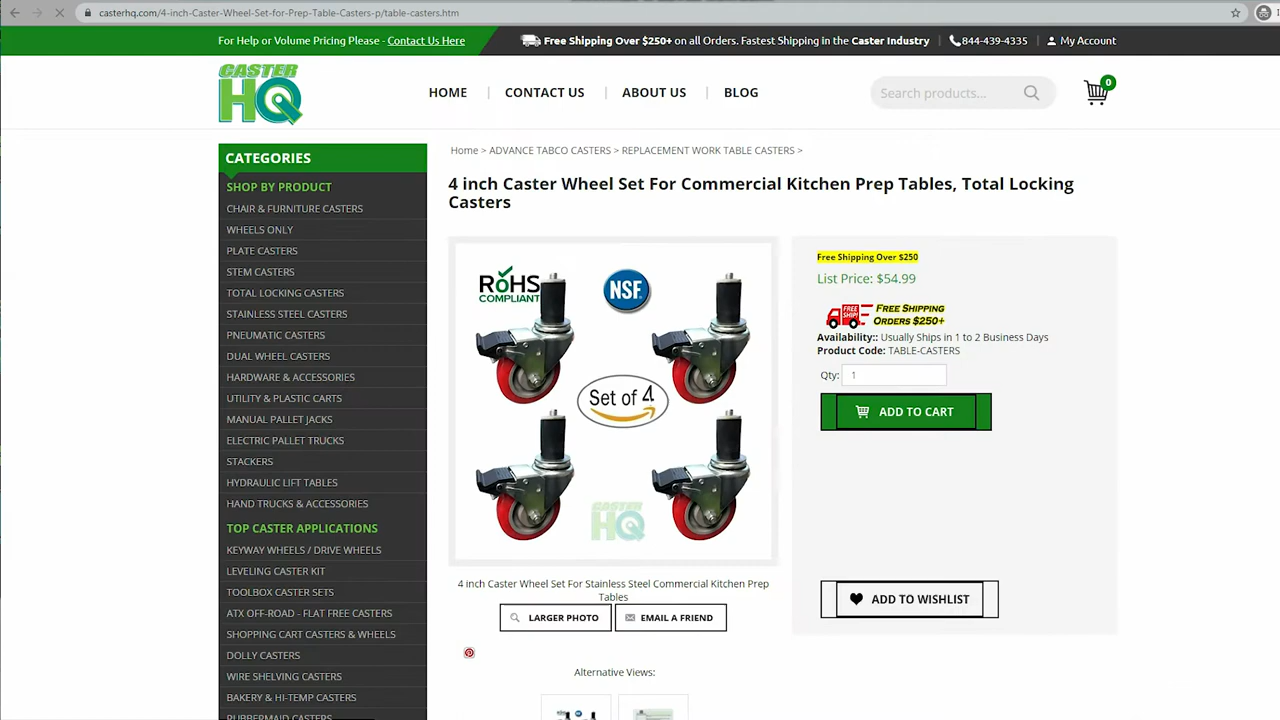 casterhq.com/4-inch-Caster-Wheel-Set-for-Prep-Table-Casters-p/table-casters.htm
For Help or Volume Pricing Please - Contact Us Here
Free Shipping Over $250+ on all Orders. Fastest Shipping in the Caster Industry
844-439-4335
My Account
CASTER
HQ
HOME
CONTACT US
ABOUT US
BLOG
Search products...
0
CATEGORIES
SHOP BY PRODUCT
CHAIR & FURNITURE CASTERS
WHEELS ONLY
PLATE CASTERS
STEM CASTERS
TOTAL LOCKING CASTERS
STAINLESS STEEL CASTERS
PNEUMATIC CASTERS
DUAL WHEEL CASTERS
HARDWARE & ACCESSORIES
UTILITY & PLASTIC CARTS
MANUAL PALLET JACKS
ELECTRIC PALLET TRUCKS
STACKERS
HYDRAULIC LIFT TABLES
HAND TRUCKS & ACCESSORIES
TOP CASTER APPLICATIONS
KEYWAY WHEELS / DRIVE WHEELS
LEVELING CASTER KIT
TOOLBOX CASTER SETS
ATX OFF-ROAD - FLAT FREE CASTERS
SHOPPING CART CASTERS & WHEELS
DOLLY CASTERS
WIRE SHELVING CASTERS
BAKERY & HI-TEMP CASTERS
RUBBERMAID CASTERS
Home > ADVANCE TABCO CASTERS > REPLACEMENT WORK TABLE CASTERS >
4 inch Caster Wheel Set For Commercial Kitchen Prep Tables, Total Locking
Casters
RoHS
COMPLIANT
NSF
Set of 4
CASTER
HQ
4 inch Caster Wheel Set For Stainless Steel Commercial Kitchen Prep
Tables
LARGER PHOTO
EMAIL A FRIEND
Alternative Views:
Free Shipping Over $250
List Price: $54.99
FREE SHIP!
FREE SHIPPING
ORDERS $250+
Availability:: Usually Ships in 1 to 2 Business Days
Product Code: TABLE-CASTERS
Qty: 1
ADD TO CART
ADD TO WISHLIST